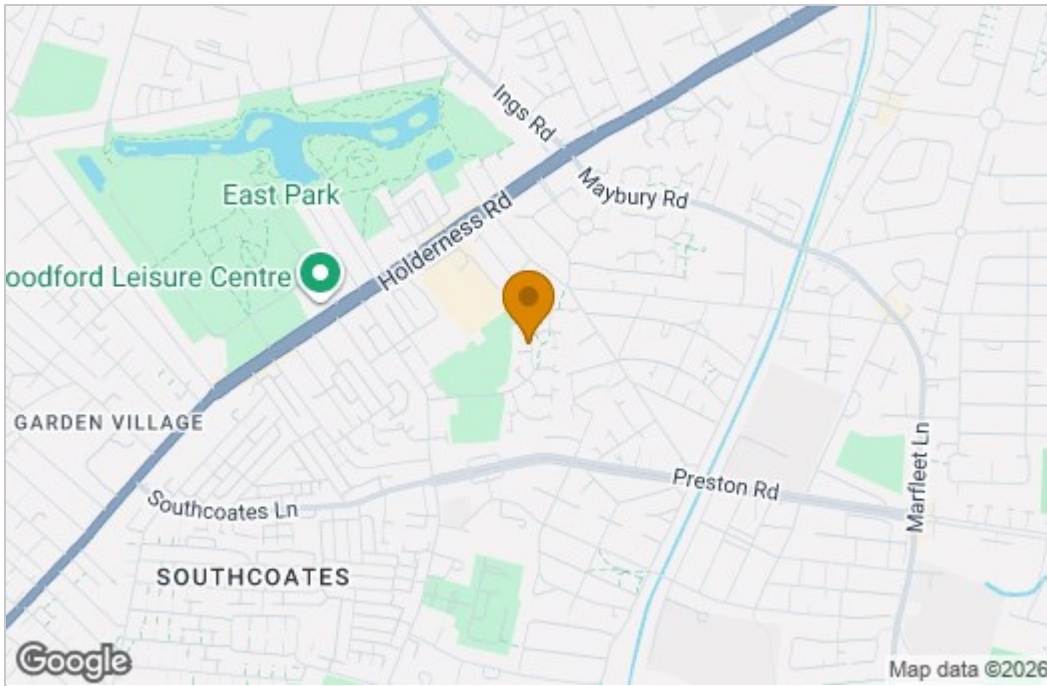 Ings Rd
Maybury Rd
East Park
Holderness Rd
oodford Leisure Centre
GARDEN VILLAGE
Marfleet Ln
Preston Rd
Southcoates Ln
SOUTHCOATES
Google
Map data ©2026